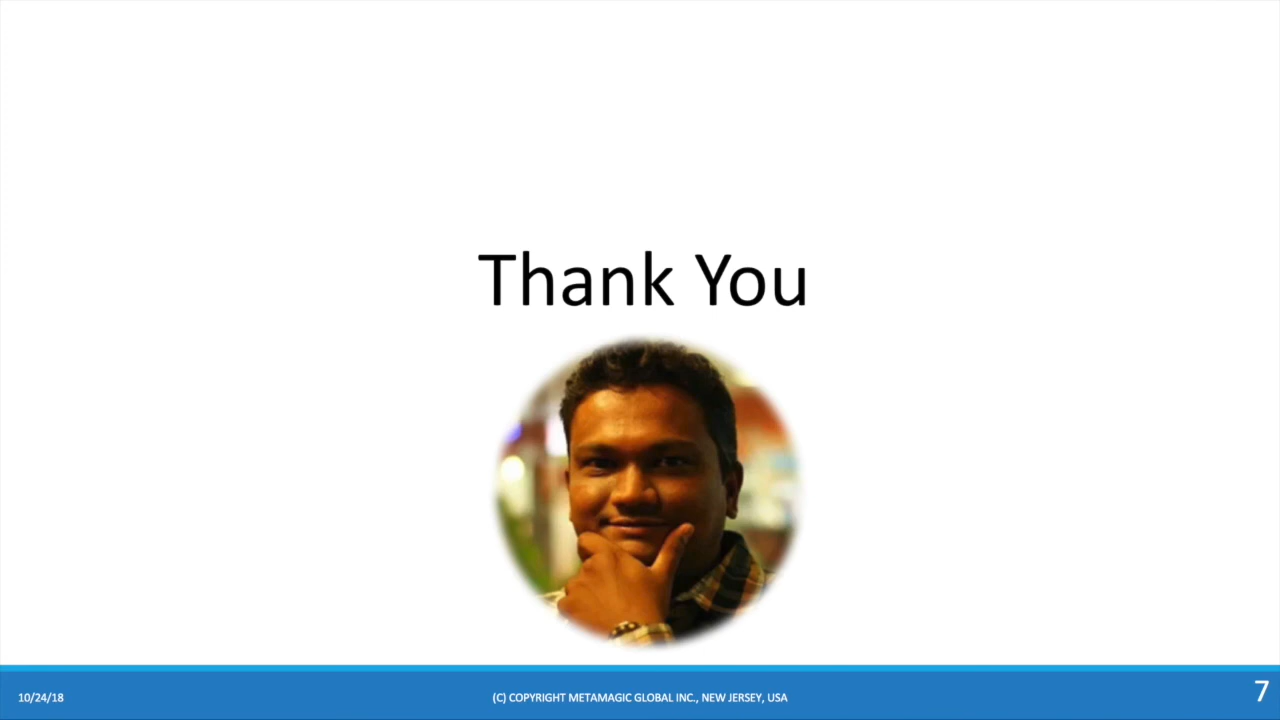 Thank You
10/24/18
(C) COPYRIGHT METAMAGIC GLOBAL INC., NEW JERSEY, USA
7